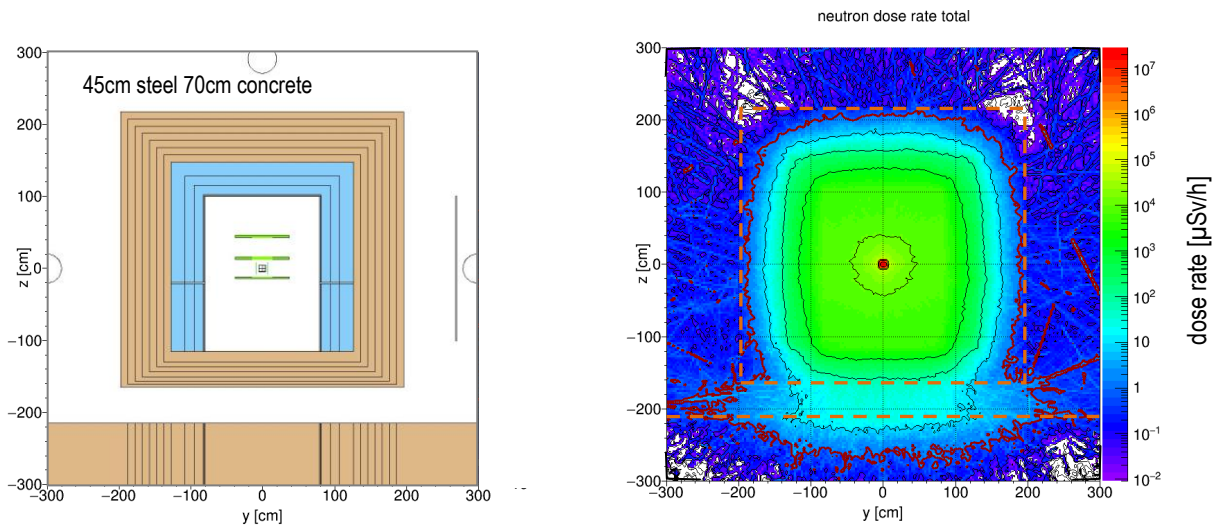 neutron dose rate total
45cm steel 70cm concrete
300
200
100
0
−100
−200
−300
z [cm]
−300 −200 −100 0 100 200 300
y [cm]
300
200
100
0
−100
−200
−300
z [cm]
−300 −200 −100 0 100 200 300
y [cm]
10⁷
10⁶
10⁵
10⁴
10³
10²
10
1
10⁻¹
10⁻²
dose rate [µSv/h]